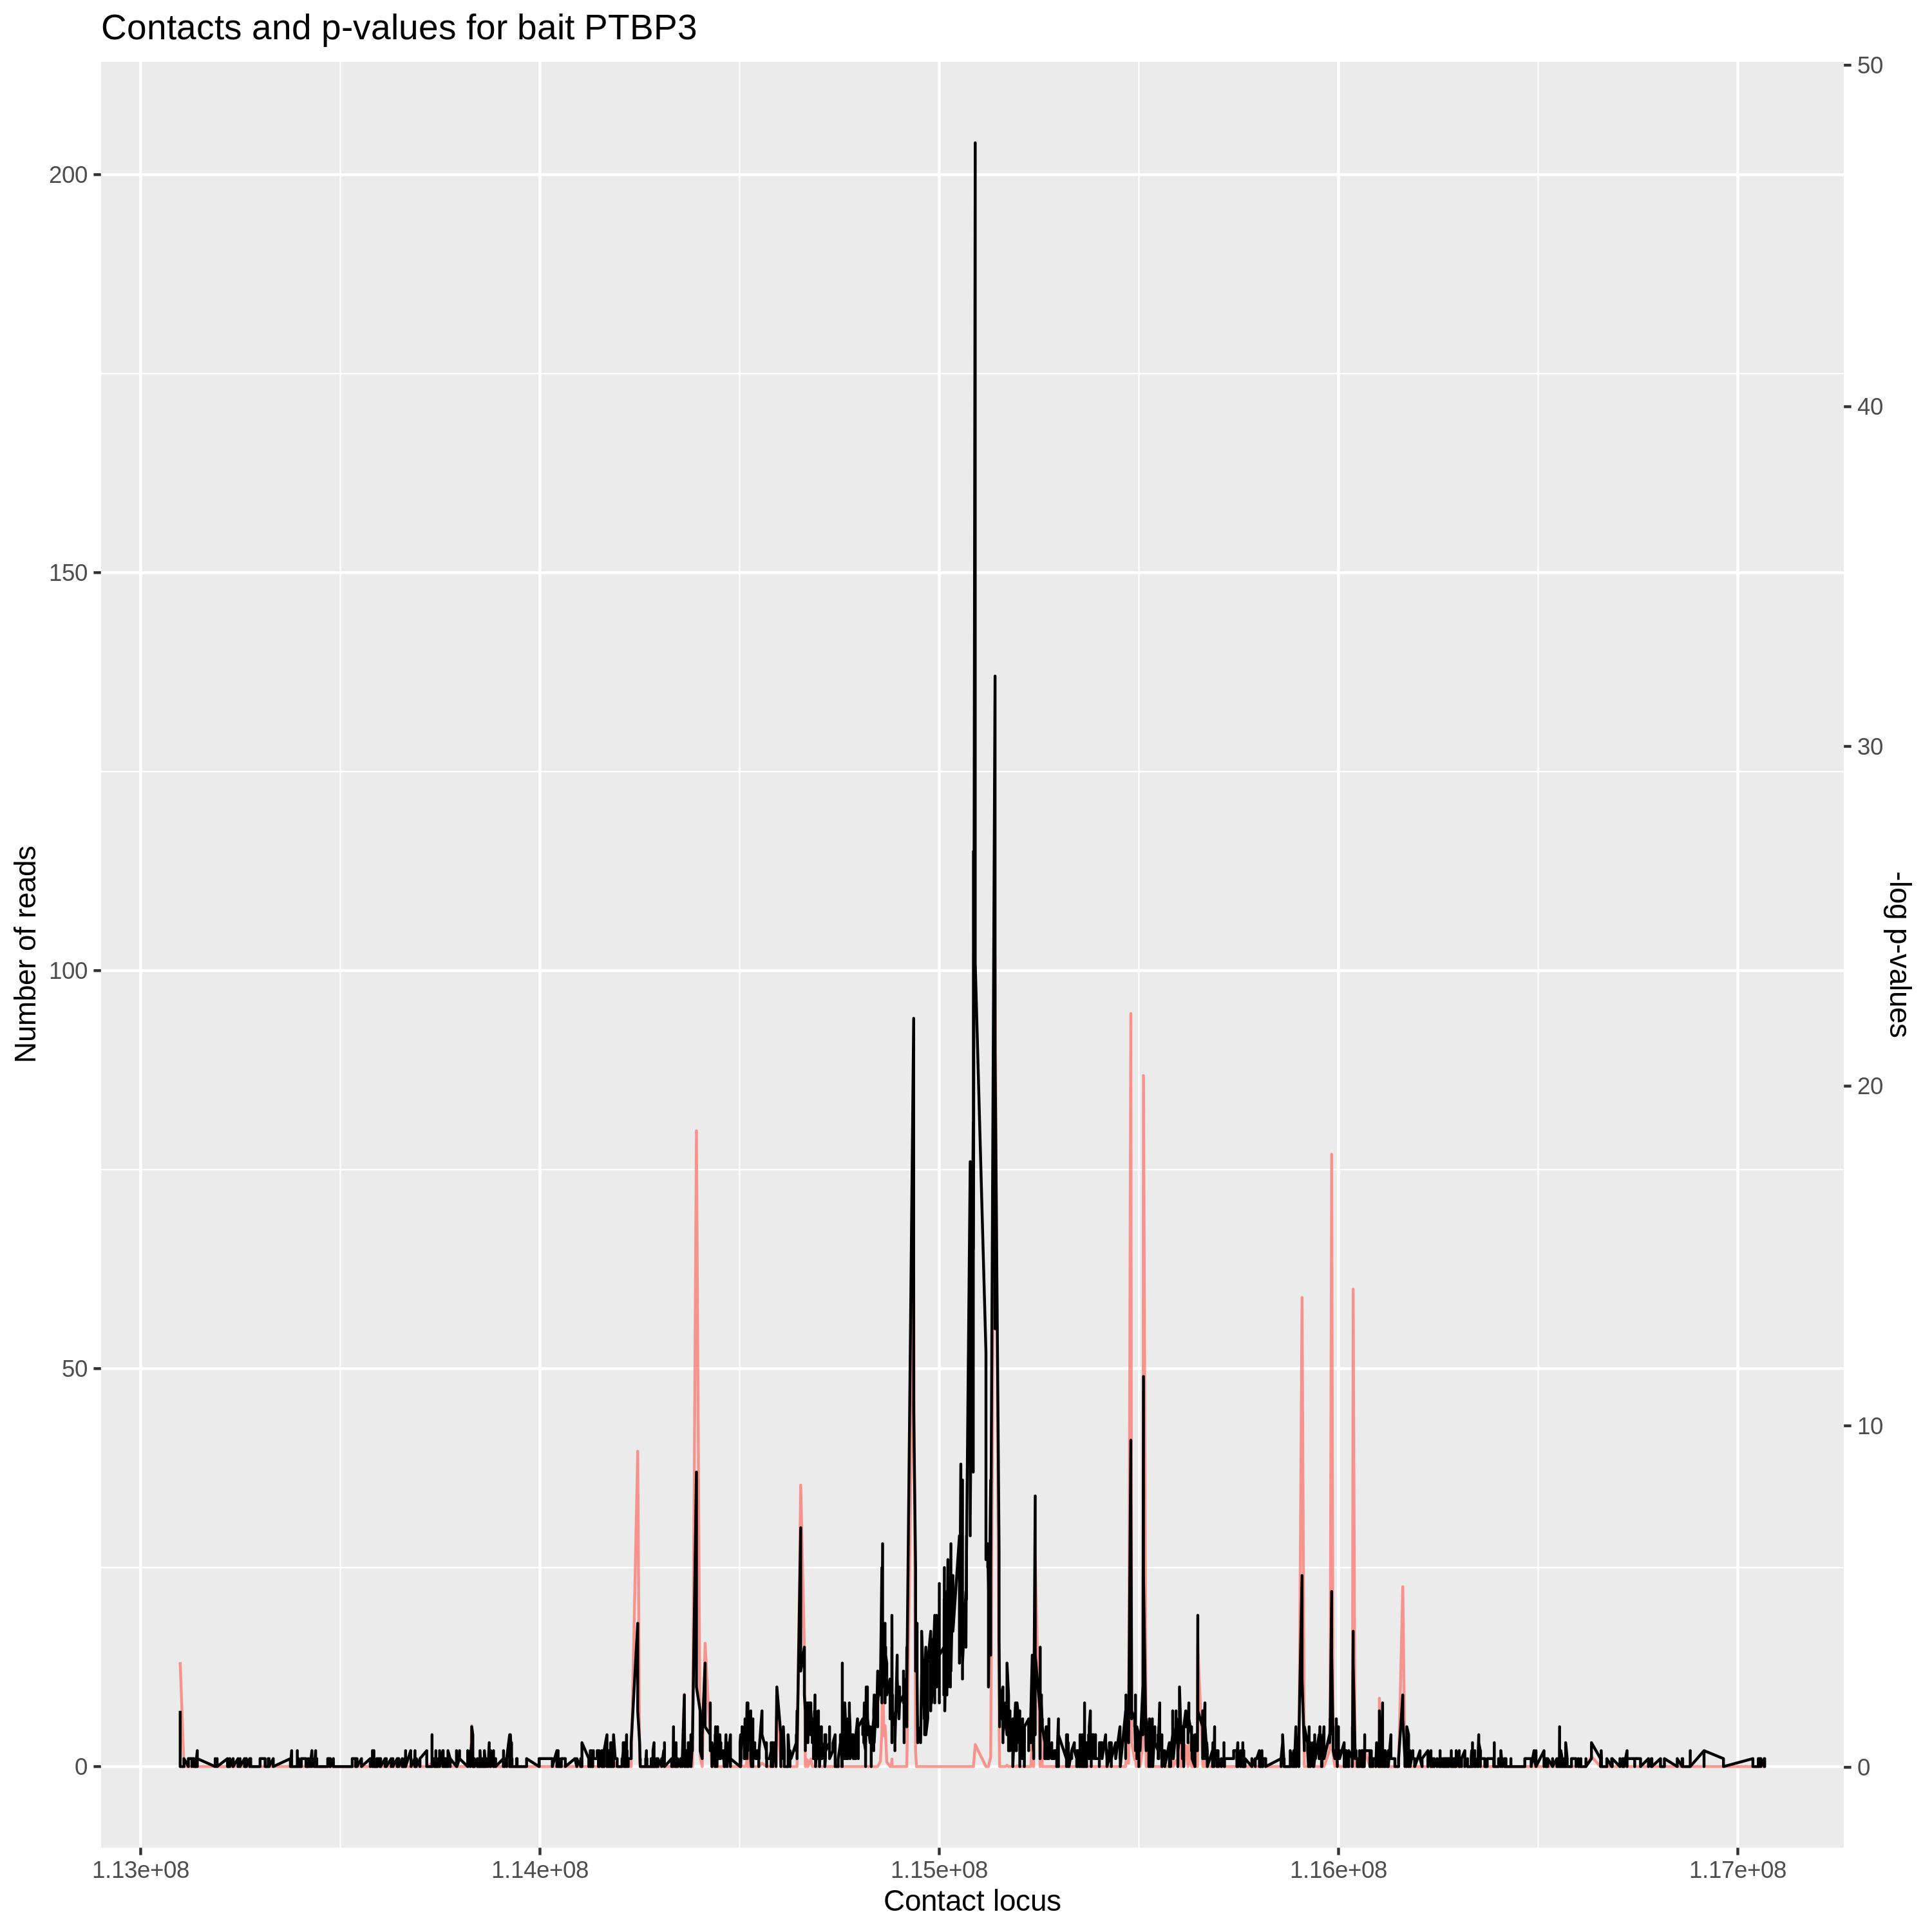 Contacts and p-values for bait PTBP3
Number of reads
200
150
100
50
0
50
40
30
20
10
0
-log p-values
1.13e+08
1.14e+08
1.15e+08
1.16e+08
1.17e+08
Contact locus